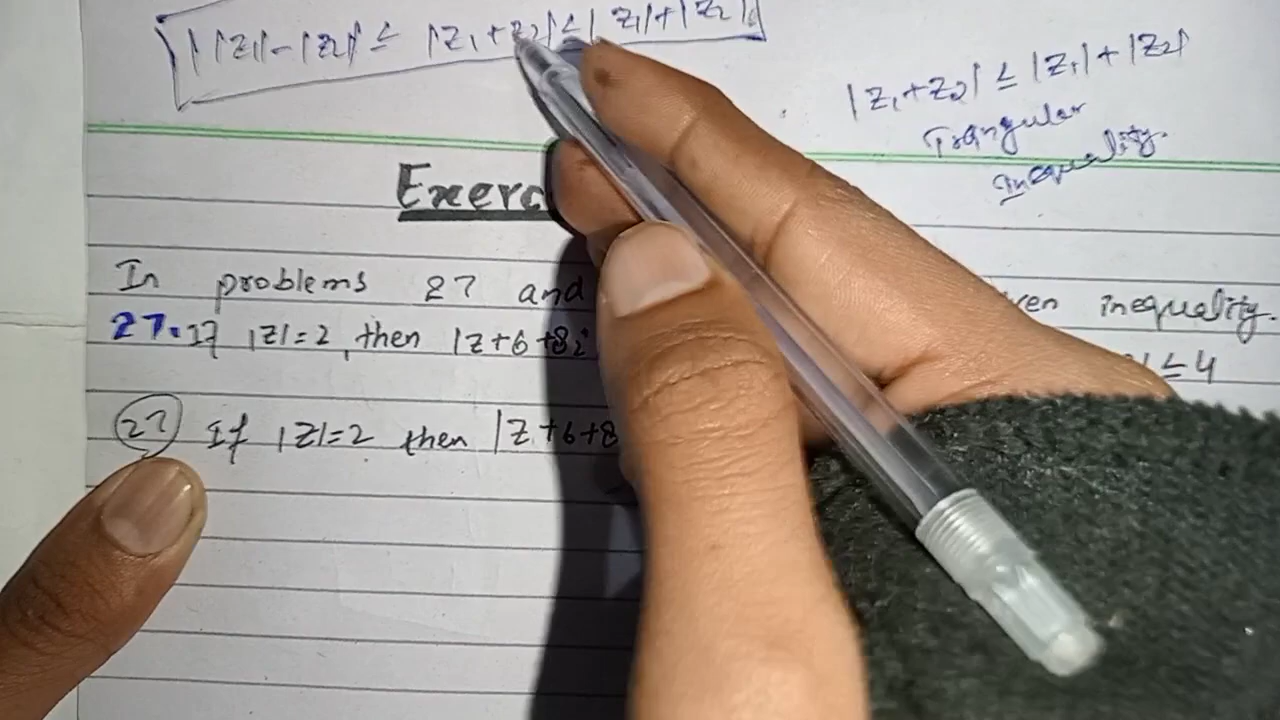 ||Z₁|-|Z₂| ≤ |Z₁+Z₂| ≤ |Z₁|+|Z₂|
|Z₁+Z₂| ≤ |Z₁|+|Z₂|
Triangular
Inequality.
Exerc
In problems 27 and ven inequality.
27. If |Z|=2, then |Z+6+8i ≤ 4
27 If |Z|=2 then |Z+6+8